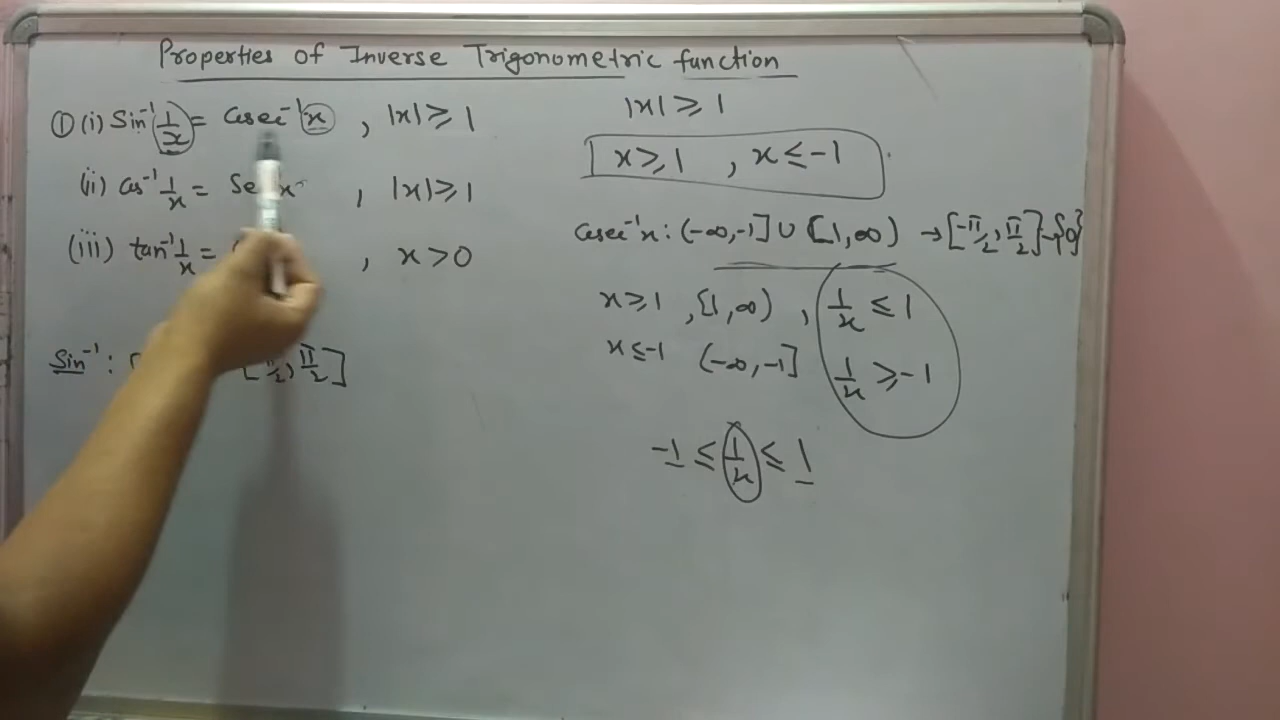 Properties of Inverse Trigonometric function
① (i) Sin⁻¹(1/x) = Cosec⁻¹(x) , |x| ≥ 1
(ii) Cos⁻¹ 1/x = Se x , |x| ≥ 1
(iii) tan⁻¹ 1/x = , x > 0
Sin⁻¹ : [ π/2, π/2]
|x| ≥ 1
x ≥ 1 , x ≤ -1
Cosec⁻¹x : (-∞, -1] ∪ [1, ∞) → [-π/2, π/2] - {0}
x ≥ 1 , [1, ∞) , 1/x ≤ 1
x ≤ -1 (-∞, -1] 1/x ≥ -1
-1 ≤ 1/x ≤ 1